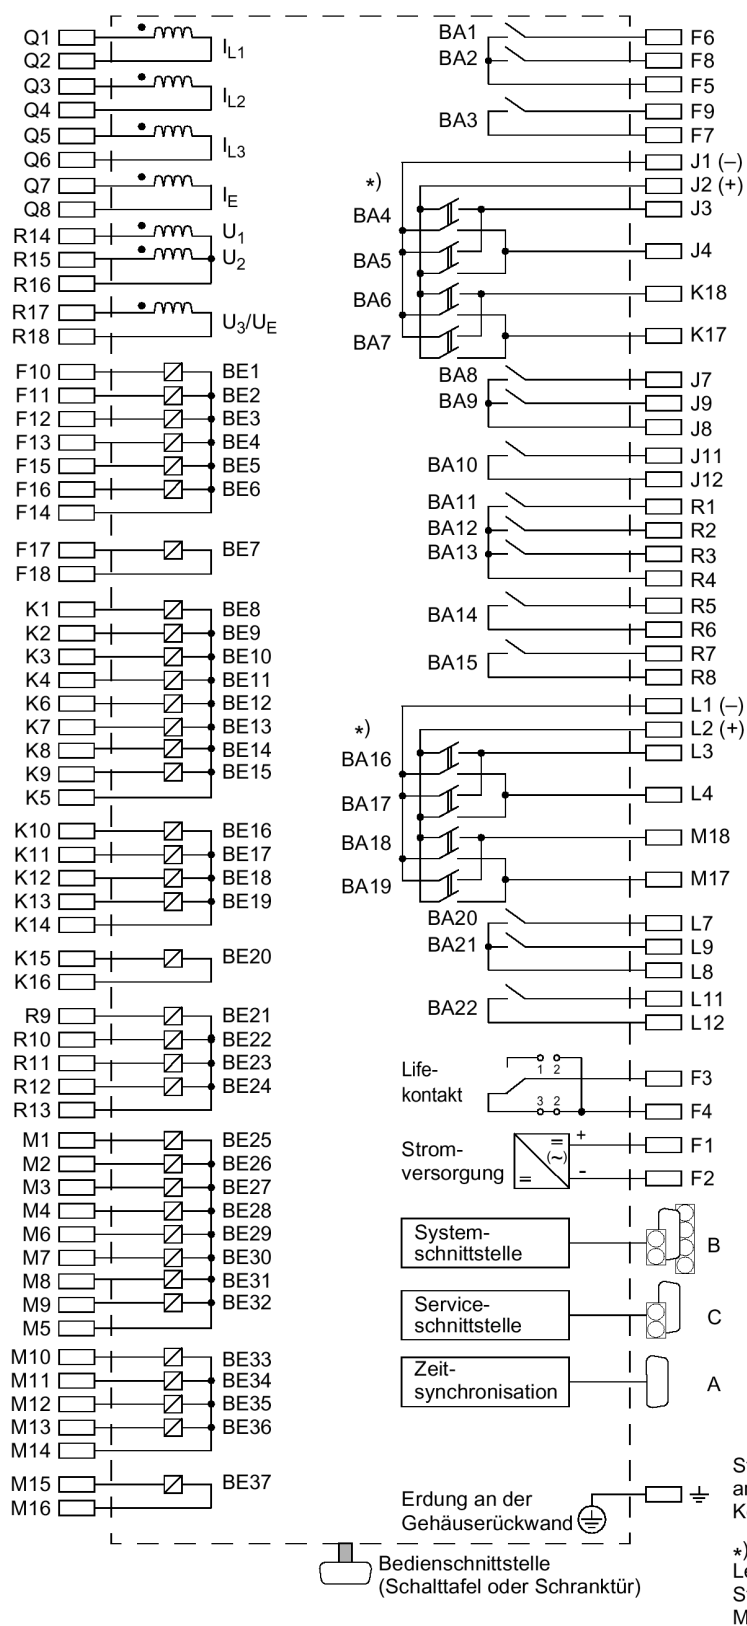 Q1
Q2
I_L1
Q3
Q4
I_L2
Q5
Q6
I_L3
Q7
Q8
I_E
R14
U_1
R15
U_2
R16
R17
R18
U_3/U_E
F10 BE1
F11 BE2
F12 BE3
F13 BE4
F15 BE5
F16 BE6
F14
F17 BE7
F18
K1 BE8
K2 BE9
K3 BE10
K4 BE11
K6 BE12
K7 BE13
K8 BE14
K9 BE15
K5
K10 BE16
K11 BE17
K12 BE18
K13 BE19
K14
K15 BE20
K16
R9 BE21
R10 BE22
R11 BE23
R12 BE24
R13
M1 BE25
M2 BE26
M3 BE27
M4 BE28
M6 BE29
M7 BE30
M8 BE31
M9 BE32
M5
M10 BE33
M11 BE34
M12 BE35
M13 BE36
M14
M15 BE37
M16
BA1 F6
BA2 F8
F5
F9
BA3
F7
J1 (–)
*) J2 (+)
BA4 J3
BA5 J4
BA6 K18
BA7 K17
BA8 J7
BA9 J9
J8
BA10 J11
J12
BA11 R1
BA12 R2
BA13 R3
R4
BA14 R5
R6
BA15 R7
R8
L1 (–)
*) L2 (+)
BA16 L3
BA17 L4
BA18 M18
BA19 M17
BA20 L7
BA21 L9
L8
BA22 L11
L12
Life-
kontakt
1 2
3 2
F3
F4
Strom-
versorgung
=
(~)
=
+
-
F1
F2
System-
schnittstelle
B
Service-
schnittstelle
C
Zeit-
synchronisation
A
Erdung an der
Gehäuserückwand
Bedienschnittstelle
(Schalttafel oder Schranktür)
*)